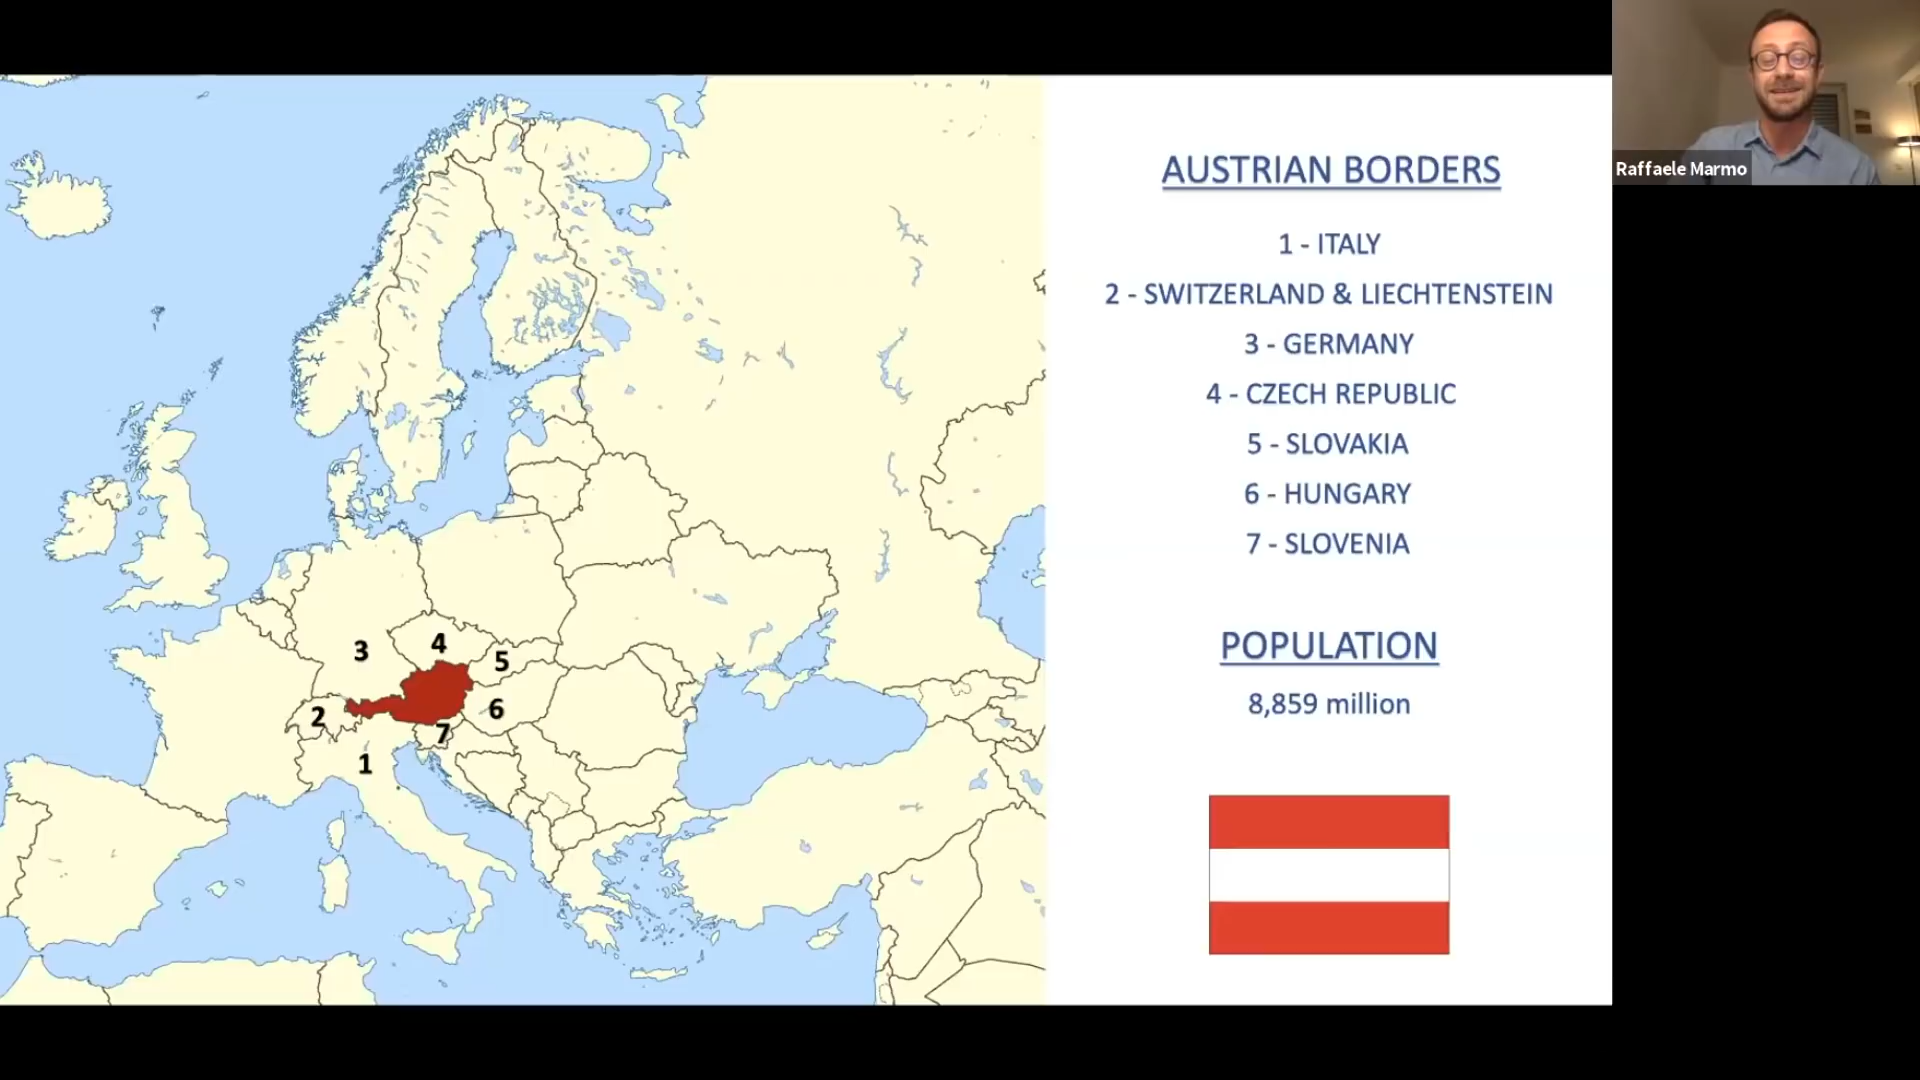 AUSTRIAN BORDERS
1 - ITALY
2 - SWITZERLAND & LIECHTENSTEIN
3 - GERMANY
4 - CZECH REPUBLIC
5 - SLOVAKIA
6 - HUNGARY
7 - SLOVENIA
POPULATION
8,859 million
3
4
5
2
6
7
1
Raffaele Marmo